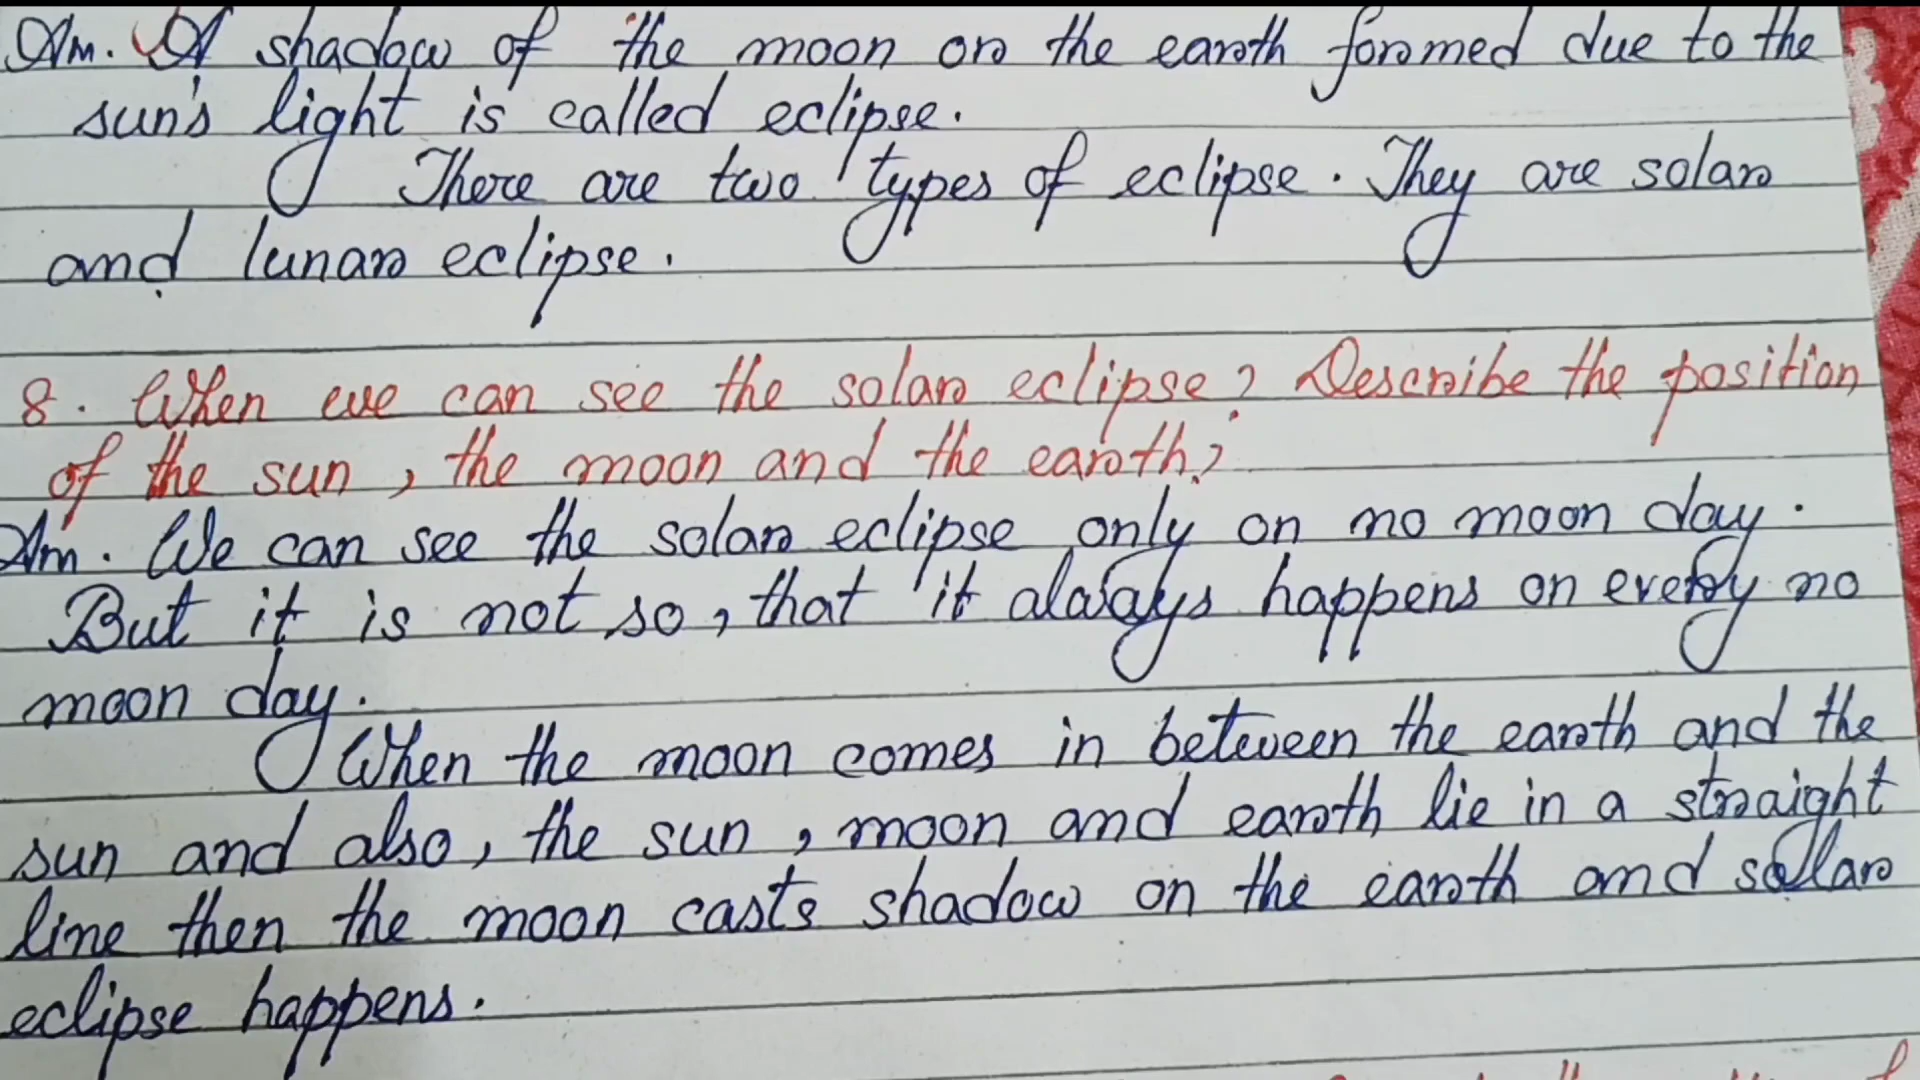 Ans. A shadow of the moon on the earth formed due to the
sun's light is called eclipse.
There are two types of eclipse. They are solar
and lunar eclipse.
8. When we can see the solar eclipse? Describe the position
of the sun, the moon and the earth?
Ans. We can see the solar eclipse only on no moon day.
But it is not so, that it always happens on every no
moon day.
When the moon comes in between the earth and the
sun and also, the sun, moon and earth lie in a straight
line then the moon casts shadow on the earth and solar
eclipse happens.